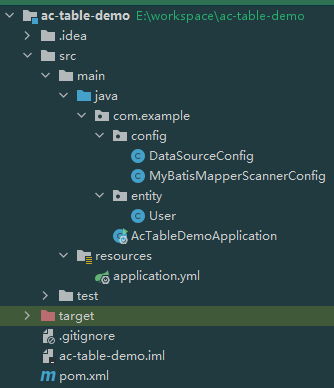 ac-table-demo E:\workspace\ac-table-demo
.idea
src
main
java
com.example
config
DataSourceConfig
MyBatisMapperScannerConfig
entity
User
AcTableDemoApplication
resources
application.yml
test
target
.gitignore
ac-table-demo.iml
pom.xml